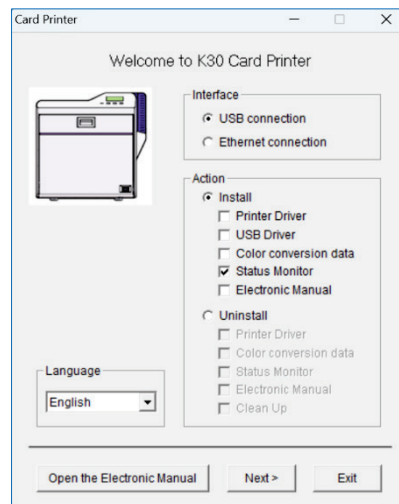 Card Printer
Welcome to K30 Card Printer
Interface
USB connection
Ethernet connection
Action
Install
Printer Driver
USB Driver
Color conversion data
Status Monitor
Electronic Manual
Uninstall
Printer Driver
Color conversion data
Status Monitor
Electronic Manual
Clean Up
Language
English
Open the Electronic Manual
Next >
Exit